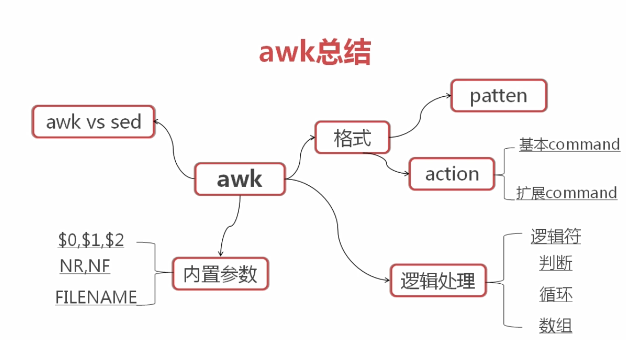 awk总结
awk vs sed
awk
格式
patten
action
基本command
扩展command
内置参数
$0,$1,$2
NR,NF
FILENAME
逻辑处理
逻辑符
判断
循环
数组